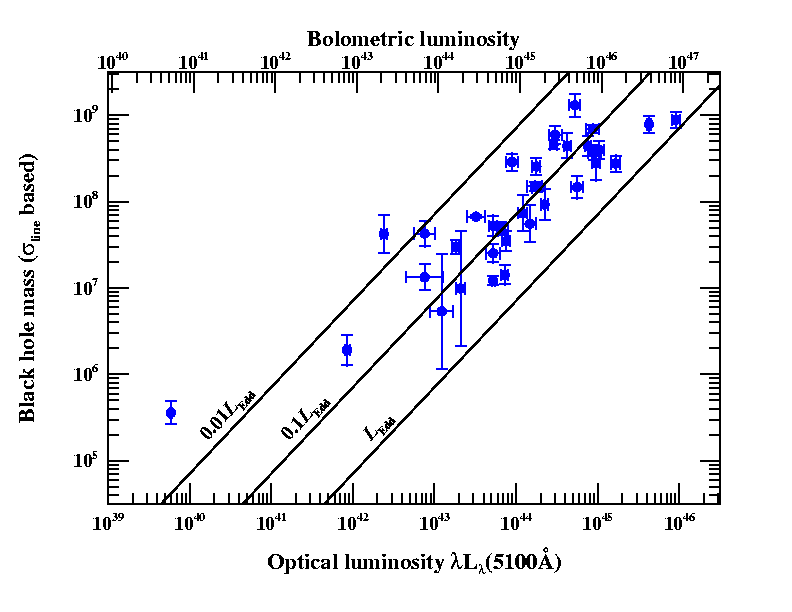 Bolometric luminosity
10^40 10^41 10^42 10^43 10^44 10^45 10^46 10^47
Black hole mass (σ_line based)
10^9
10^8
10^7
10^6
10^5
0.01L_Edd
0.1L_Edd
L_Edd
10^39 10^40 10^41 10^42 10^43 10^44 10^45 10^46
Optical luminosity λL_λ(5100Å)